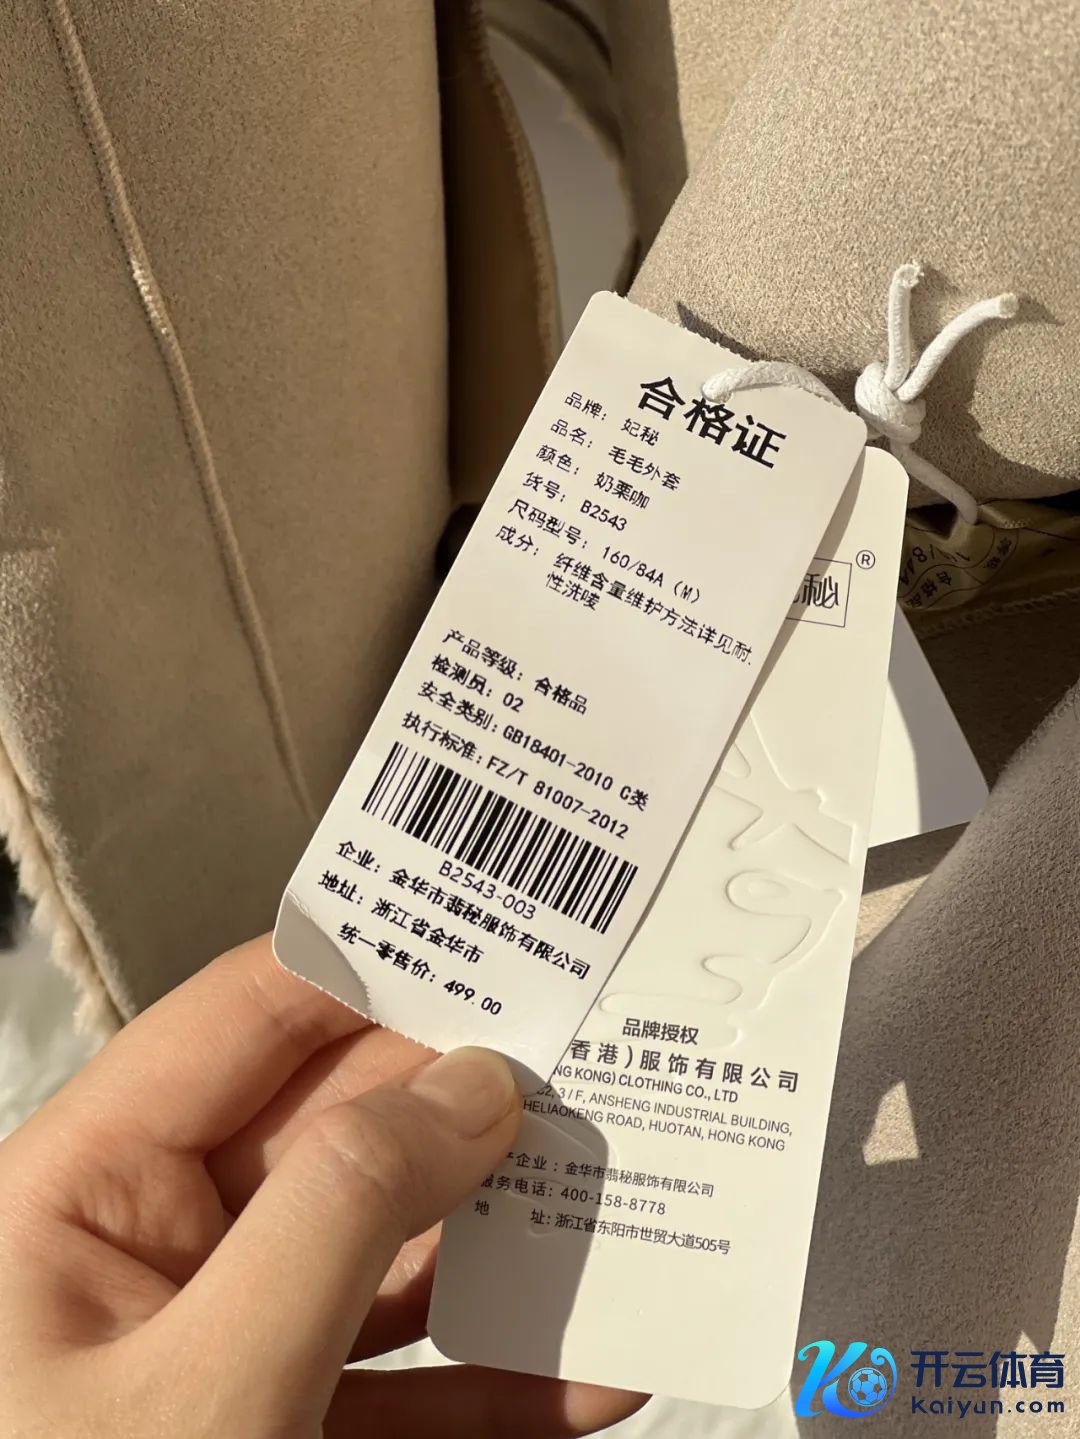 合格证
品牌: 妃秘
品名: 毛毛外套
颜色: 奶栗咖
货号: B2543
尺码型号: 160/84A (M)
成分: 纤维含量维护方法详见耐.
性洗唛
产品等级: 合格品
检测员: 02
安全类别: GB18401-2010 C类
执行标准: FZ/T 81007-2012
B2543-003
企业: 金华市翡秘服饰有限公司
地址: 浙江省金华市
统一零售价: 499.00
秘
®
品牌授权
香港)服饰有限公司
NG KONG) CLOTHING CO., LTD
3/F, ANSHENG INDUSTRIAL BUILDING,
HELIAOKENG ROAD, HUOTAN, HONG KONG
企业: 金华市翡秘服饰有限公司
服务电话: 400-158-8778
地 址: 浙江省东阳市世贸大道505号
合格品
开云体育
kaiyun.com